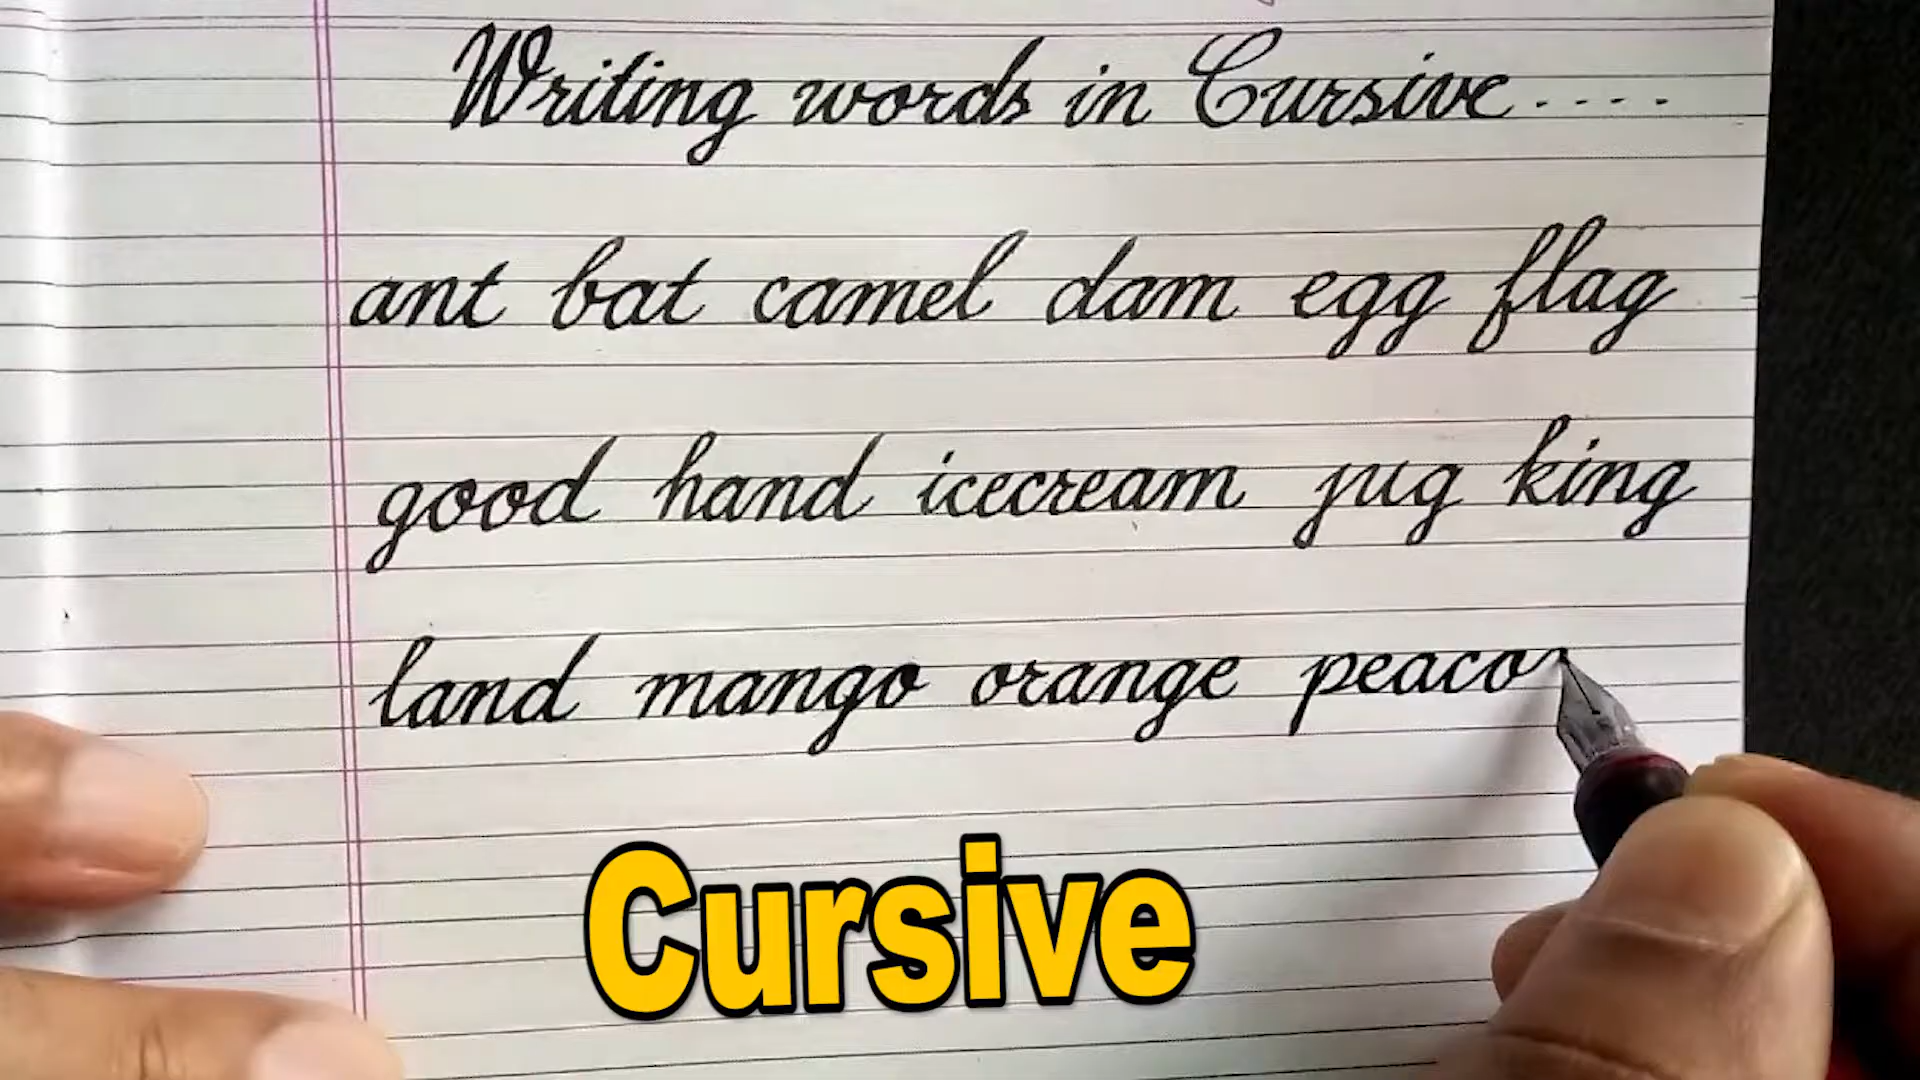 Writing words in Cursive....
ant bat camel dam egg flag
good hand icecream jug king
land mango orange peaco
Cursive